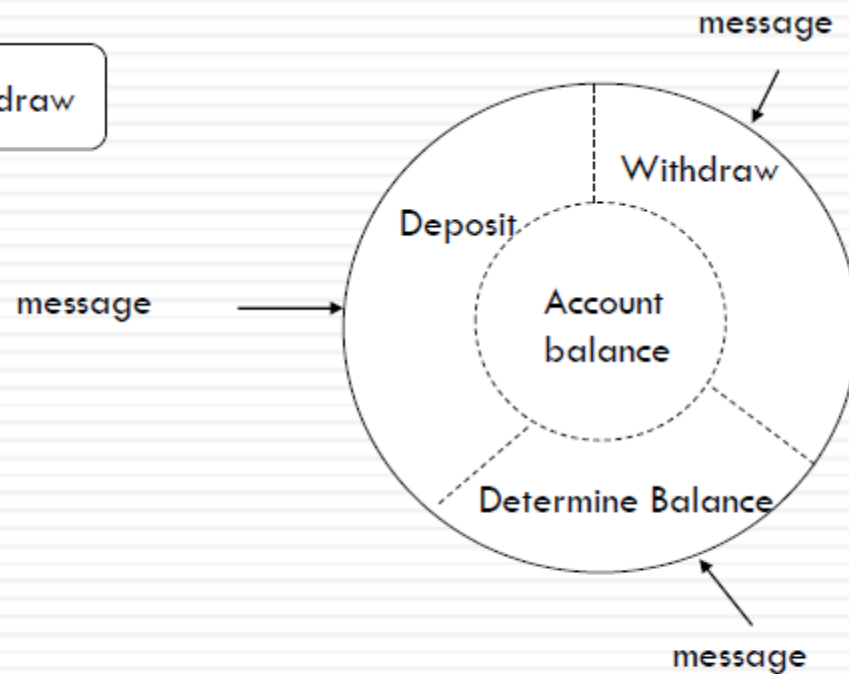 message
draw
Withdraw
Deposit
message
Account
balance
Determine Balance
message